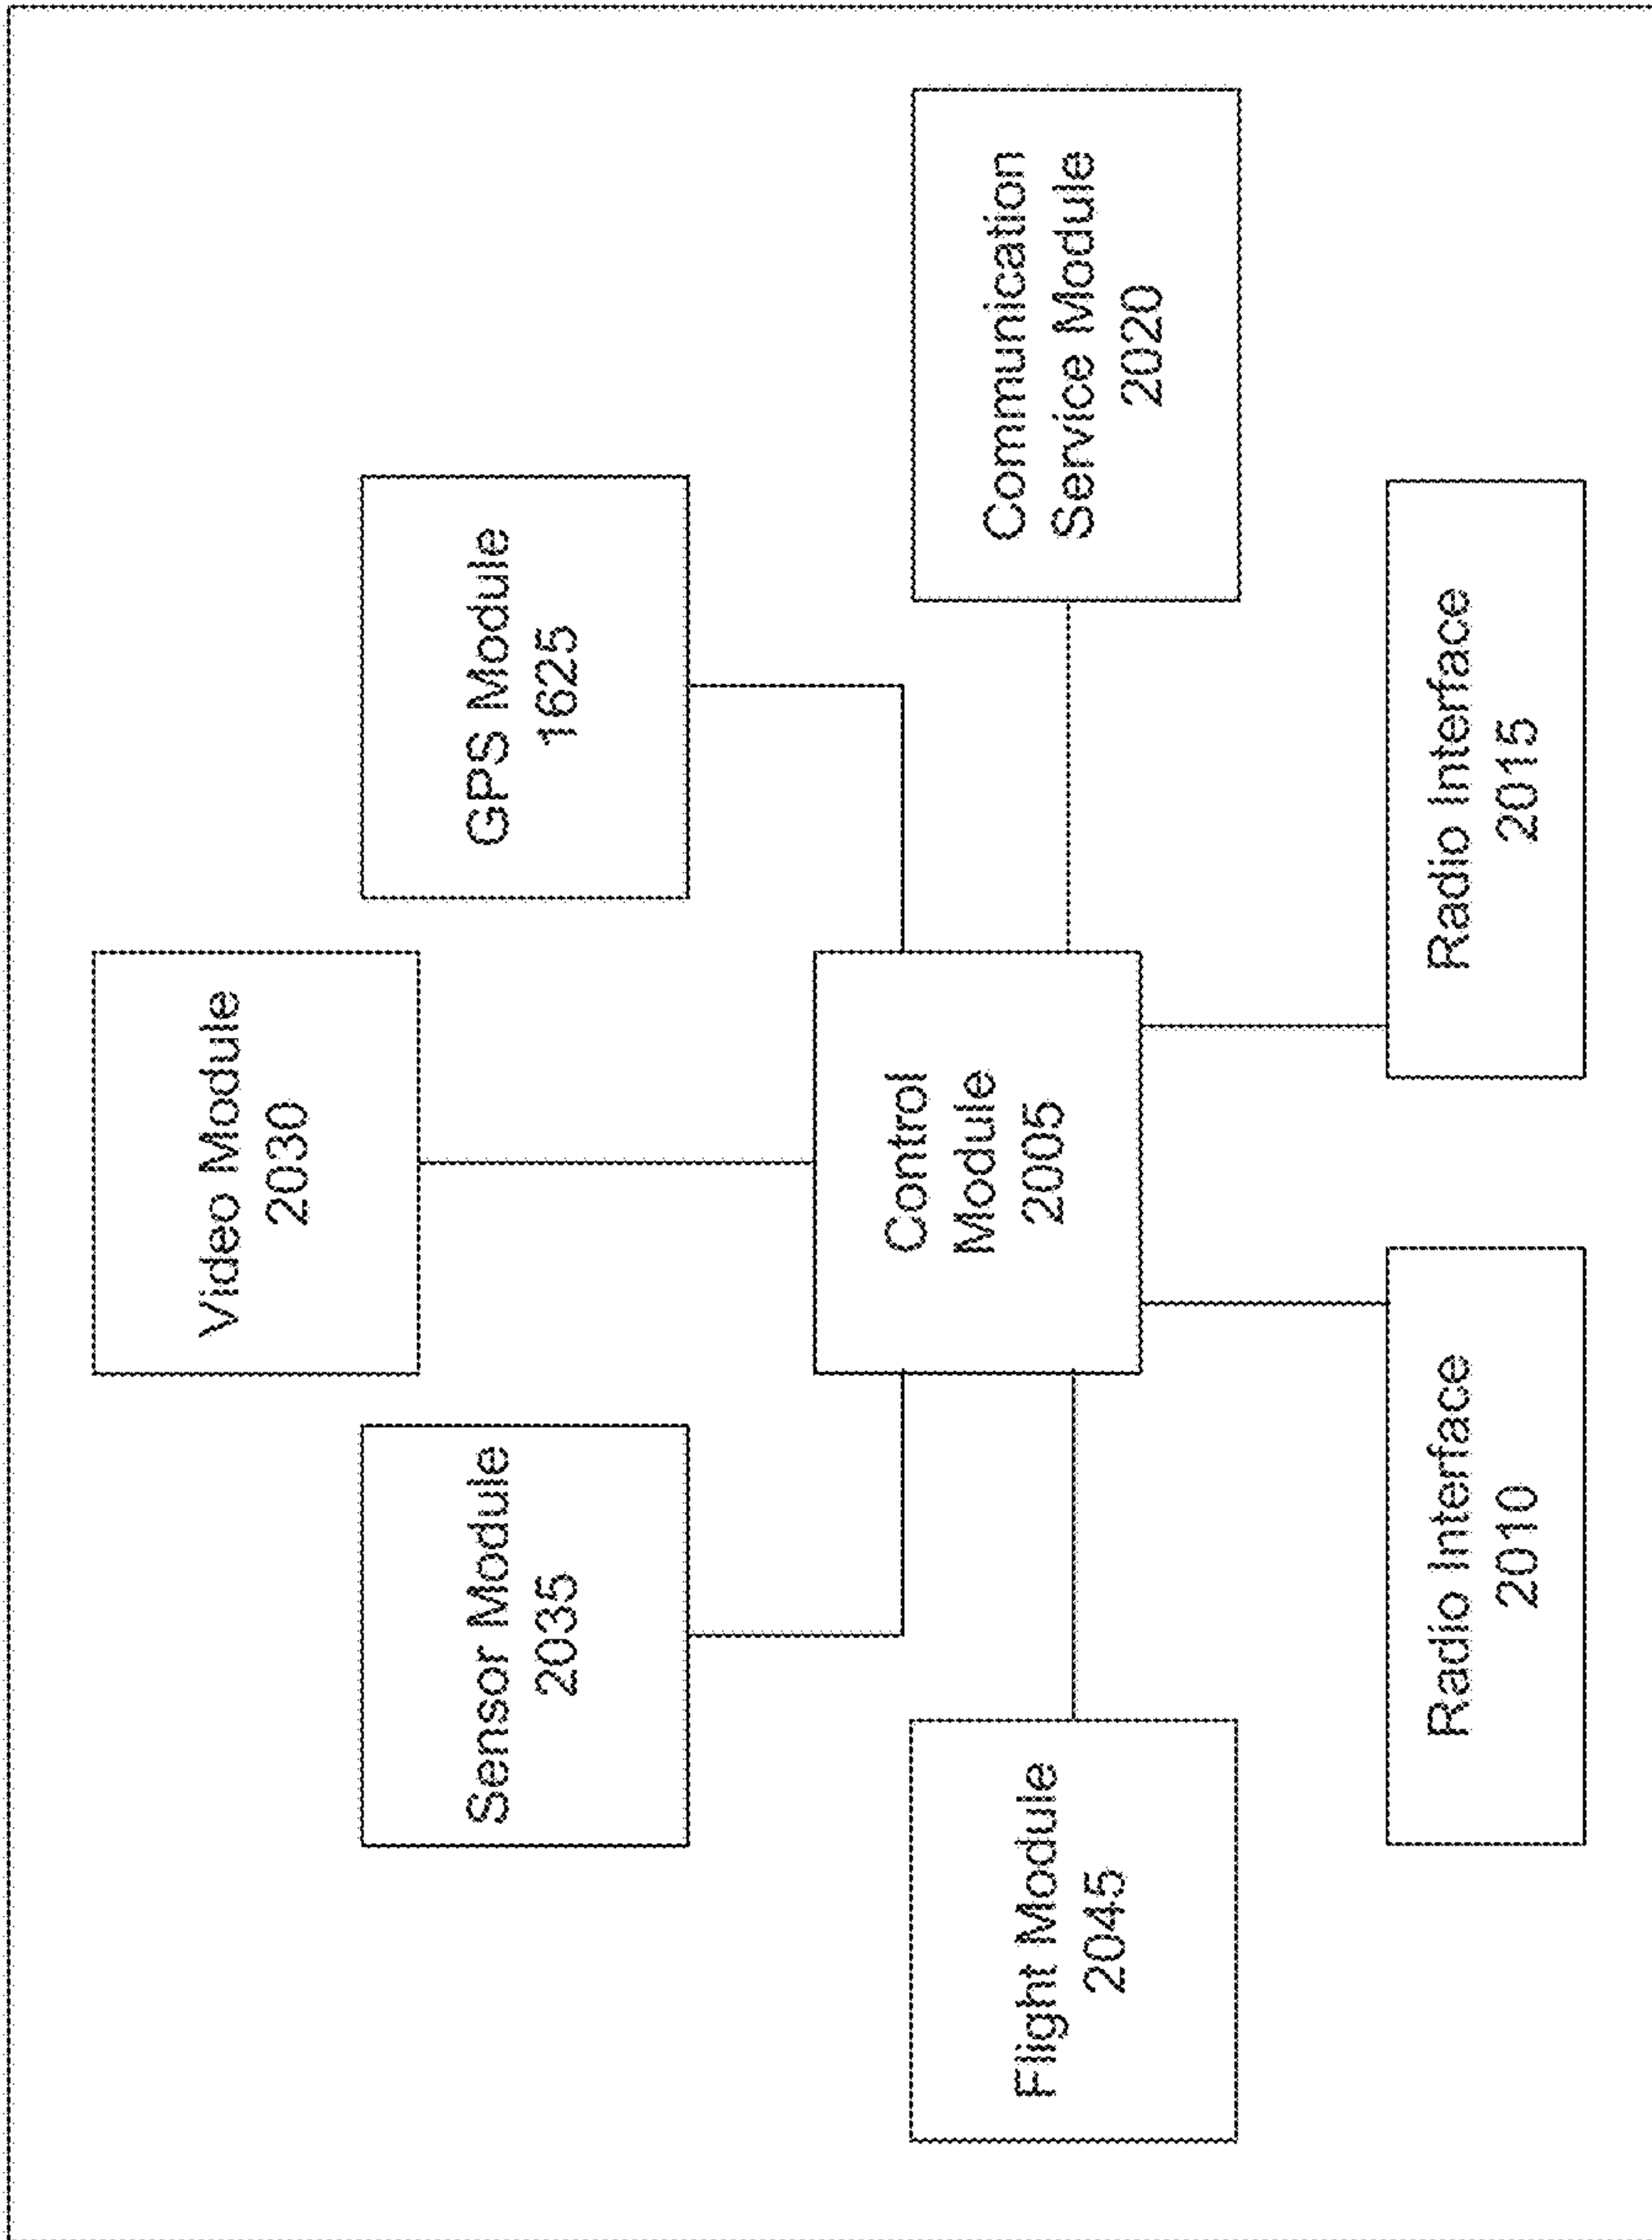 Video Module
2030
Sensor Module
2035
GPS Module
1625
Control
Module
2005
Flight Module
2045
Communication
Service Module
2020
Radio Interface
2010
Radio Interface
2015